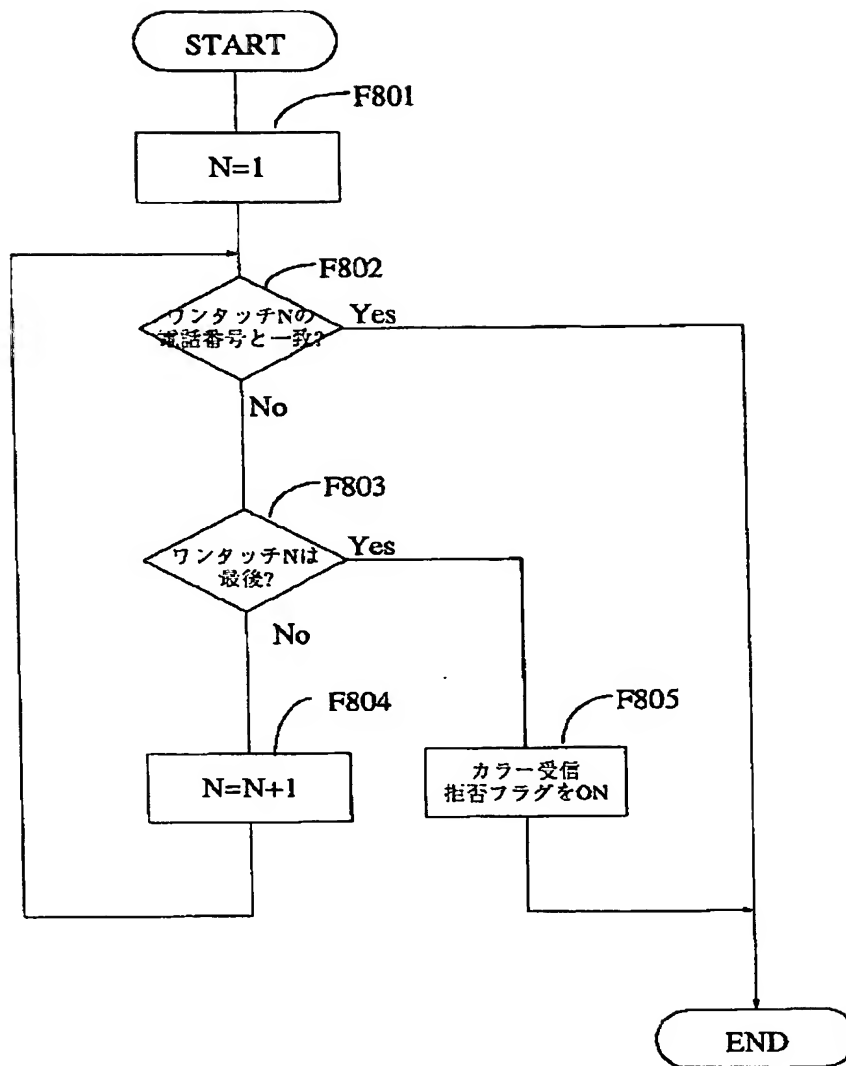 START
F801
N=1
F802
ワンタッチNの
電話番号と一致?
Yes
No
F803
ワンタッチNは
最後?
Yes
No
F804
N=N+1
F805
カラー受信
拒否フラグをON
END